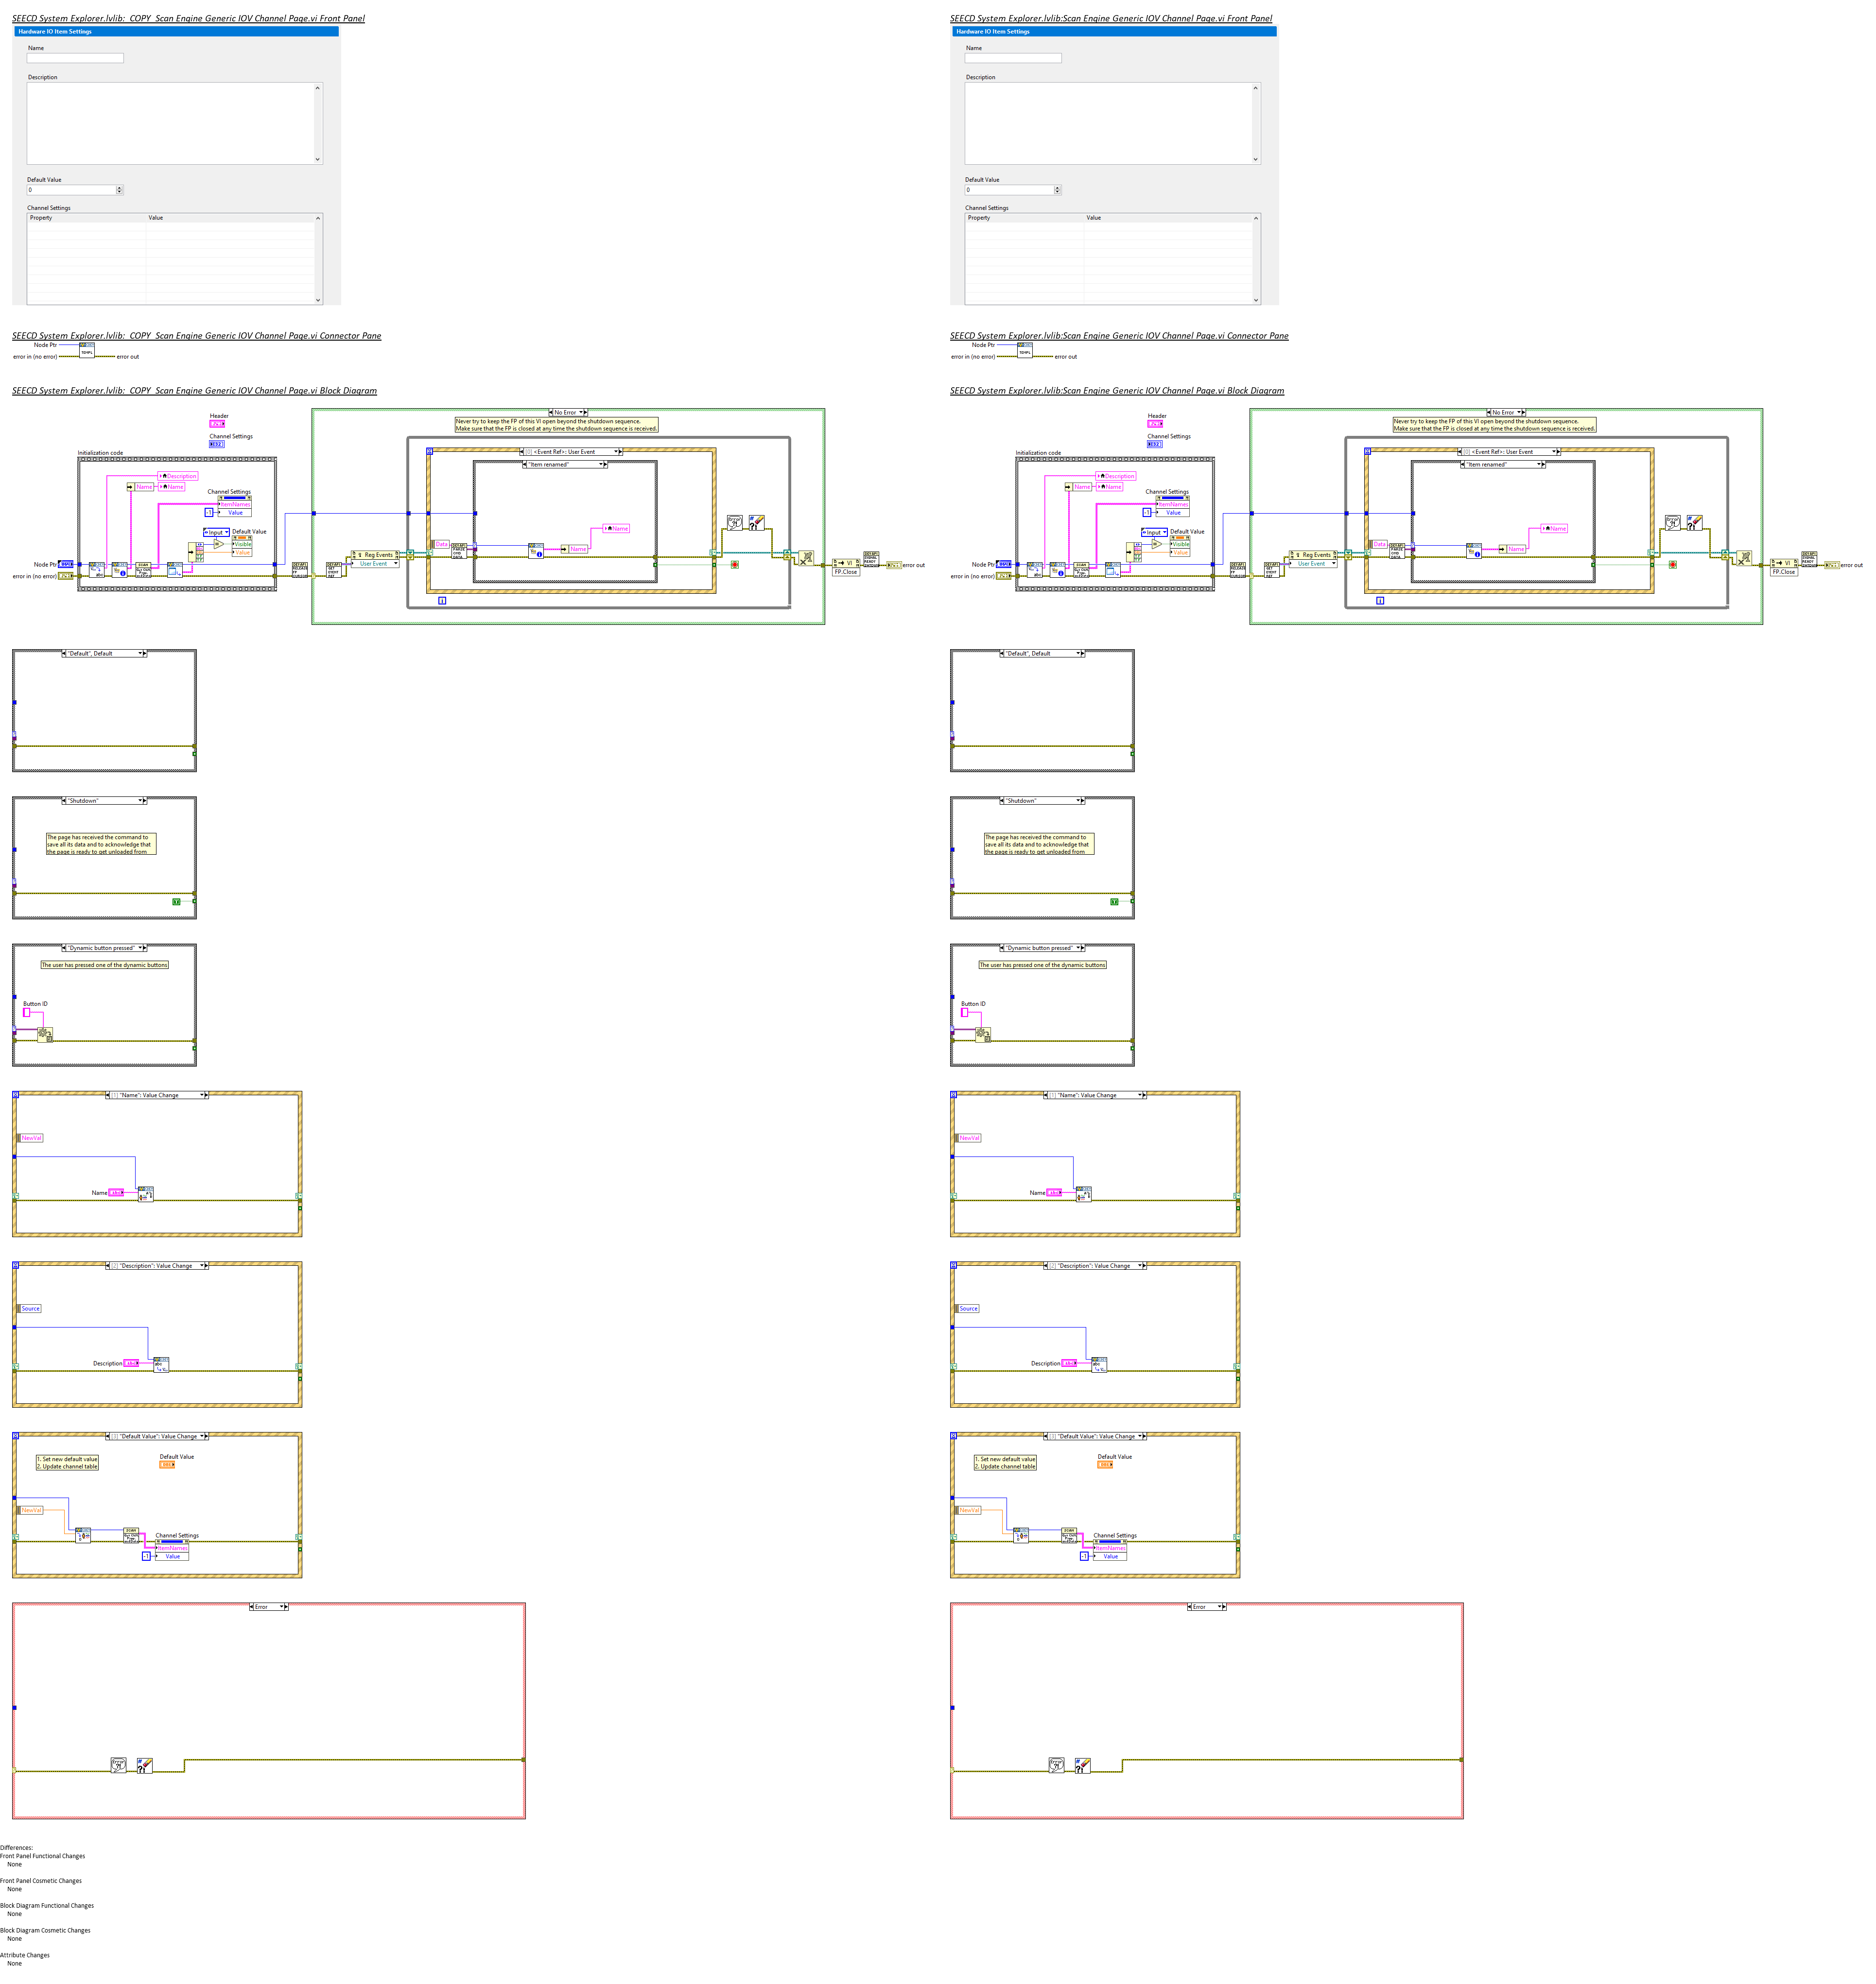 SEECD System Explorer.lvlib:_COPY_Scan Engine Generic IOV Channel Page.vi Front Panel
Hardware IO Item Settings
Name
Description
Default Value
0
Channel Settings
Property Value
SEECD System Explorer.lvlib:_COPY_Scan Engine Generic IOV Channel Page.vi Connector Pane
Node Ptr
TEMPL
error in (no error) error out
SEECD System Explorer.lvlib:_COPY_Scan Engine Generic IOV Channel Page.vi Block Diagram
Header
Channel Settings
Initialization code
Description
Name Name
Channel Settings
ItemNames
-1 Value
Input Default Value
Visible
Value
Node Ptr
error in (no error)
No Error
Never try to keep the FP of this VI open beyond the shutdown sequence.
Make sure that the FP is closed at any time the shutdown sequence is received.
[0] <Event Ref>: User Event
"Item renamed"
Name
Data
Name
Reg Events
User Event
i
VI
FP.Close
error out
"Default", Default
"Shutdown"
The page has received the command to
save all its data and to acknowledge that
the page is ready to get unloaded from
"Dynamic button pressed"
The user has pressed one of the dynamic buttons
Button ID
[1] "Name": Value Change
NewVal
Name
[2] "Description": Value Change
Source
Description
[3] "Default Value": Value Change
1. Set new default value
2. Update channel table
Default Value
NewVal
Channel Settings
ItemNames
-1 Value
Error
SEECD System Explorer.lvlib:Scan Engine Generic IOV Channel Page.vi Front Panel
Hardware IO Item Settings
Name
Description
Default Value
0
Channel Settings
Property Value
SEECD System Explorer.lvlib:Scan Engine Generic IOV Channel Page.vi Connector Pane
Node Ptr
TEMPL
error in (no error) error out
SEECD System Explorer.lvlib:Scan Engine Generic IOV Channel Page.vi Block Diagram
Header
Channel Settings
Initialization code
Description
Name Name
Channel Settings
ItemNames
-1 Value
Input Default Value
Visible
Value
Node Ptr
error in (no error)
No Error
Never try to keep the FP of this VI open beyond the shutdown sequence.
Make sure that the FP is closed at any time the shutdown sequence is received.
[0] <Event Ref>: User Event
"Item renamed"
Name
Data
Name
Reg Events
User Event
i
VI
FP.Close
error out
"Default", Default
"Shutdown"
The page has received the command to
save all its data and to acknowledge that
the page is ready to get unloaded from
"Dynamic button pressed"
The user has pressed one of the dynamic buttons
Button ID
[1] "Name": Value Change
NewVal
Name
[2] "Description": Value Change
Source
Description
[3] "Default Value": Value Change
1. Set new default value
2. Update channel table
Default Value
NewVal
Channel Settings
ItemNames
-1 Value
Error
Differences:
Front Panel Functional Changes
None
Front Panel Cosmetic Changes
None
Block Diagram Functional Changes
None
Block Diagram Cosmetic Changes
None
Attribute Changes
None